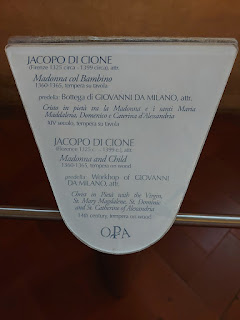 JACOPO DI CIONE
(Firenze 1325 circa - 1399 circa), attr.
Madonna col Bambino
1360-1365, tempera su tavola
predella: Bottega di GIOVANNI DA MILANO, attr.
Cristo in pietà tra la Madonna e i santi Maria
Maddalena, Domenico e Caterina d'Alessandria
XIV secolo, tempera su tavola
JACOPO DI CIONE
(Florence 1325 c. - 1399 c.), attr.
Madonna and Child
1360-1365, tempera on wood
predella: Workshop of GIOVANNI
DA MILANO, attr.
Christ in Pietà with the Virgin,
St. Mary Magdalene, St. Dominic
and St. Catherine of Alexandria
14th century, tempera on wood
OPA